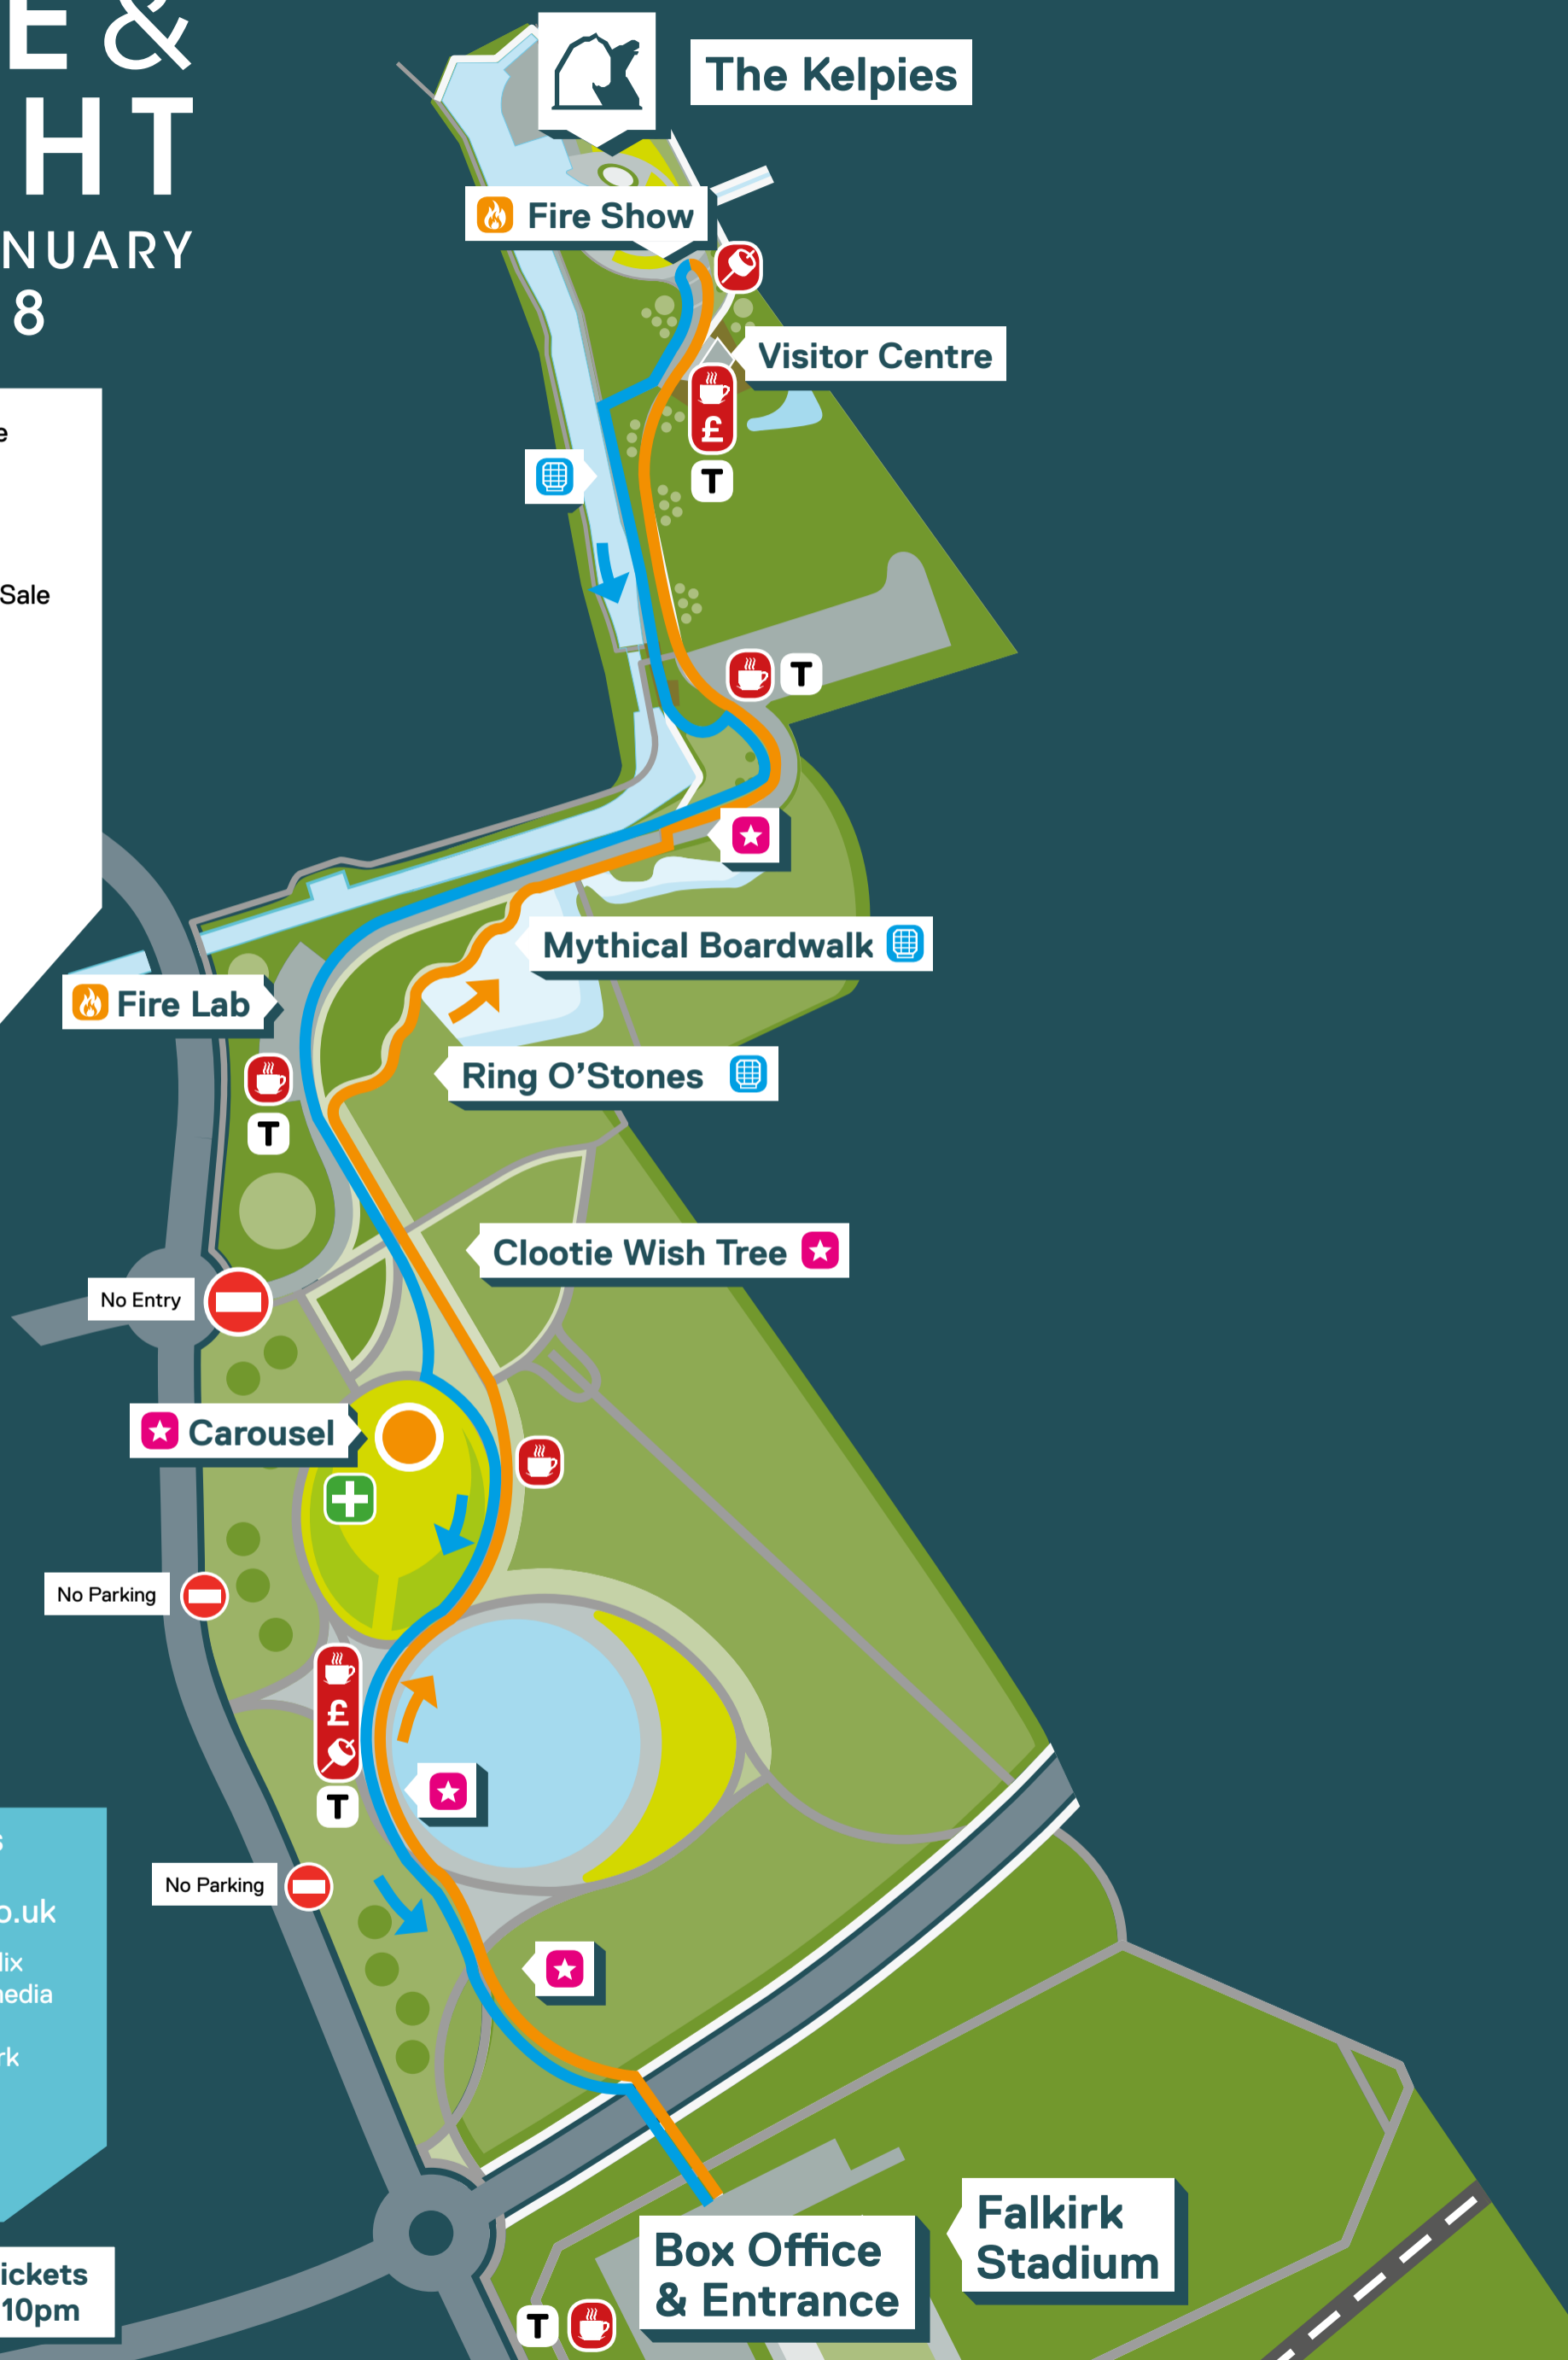 E &
HT
NUARY
8
The Kelpies
Fire Show
Visitor Centre
£
T
Sale
T
Mythical Boardwalk
Fire Lab
Ring O’Stones
T
Clootie Wish Tree
No Entry
Carousel
No Parking
£
T
No Parking
o.uk
lix
nedia
rk
Falkirk
Stadium
Box Office
& Entrance
ickets
10pm
T